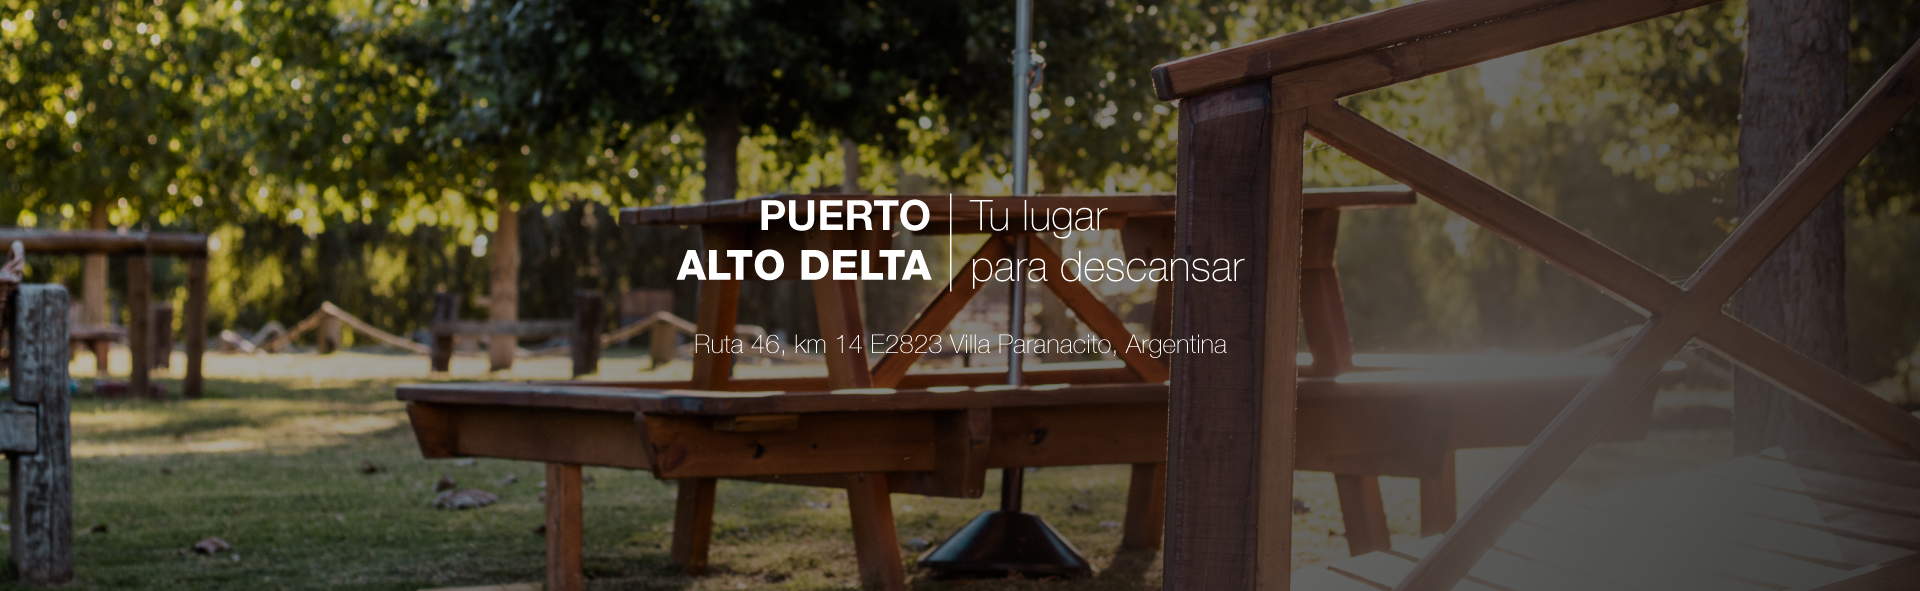 PUERTO
ALTO DELTA
Tu lugar
para descansar
Ruta 46, km 14 E2823 Villa Paranacito, Argentina